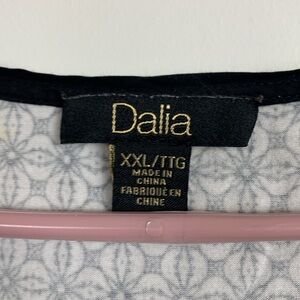 Dalia
XXL/TTG
MADE IN
CHINA
FABRIQUÉ EN
CHINE